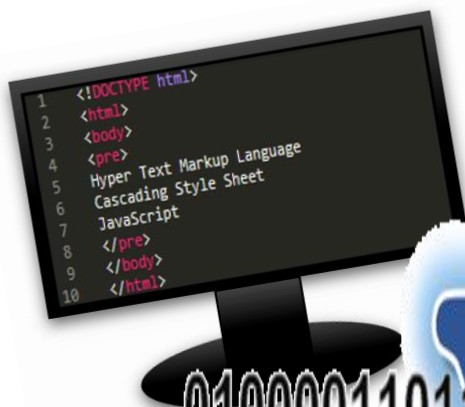 1 <!DOCTYPE html>
2 <html>
3 <body>
4 <pre>
5 Hyper Text Markup Language
6 Cascading Style Sheet
7 JavaScript
8 </pre>
9 </body>
10 </html>